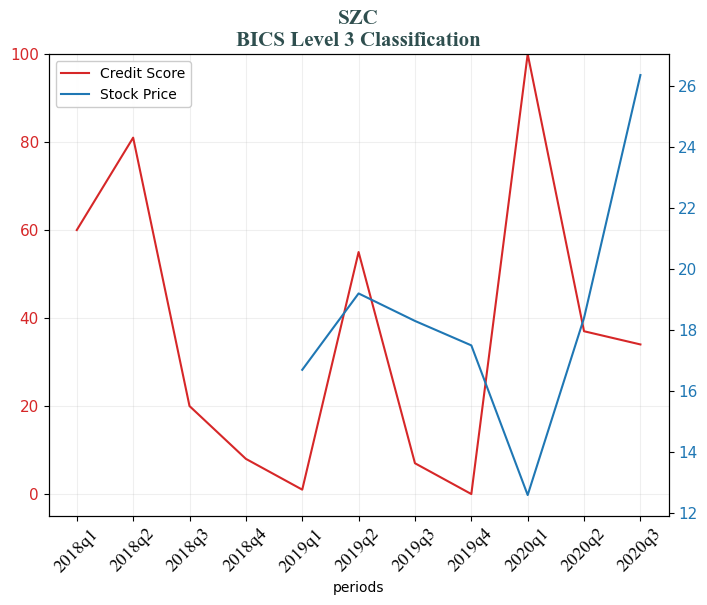 SZC
BICS Level 3 Classification
Credit Score
Stock Price
100
80
60
40
20
0
26
24
22
20
18
16
14
12
2018q1
2018q2
2018q3
2018q4
2019q1
2019q2
2019q3
2019q4
2020q1
2020q2
2020q3
periods